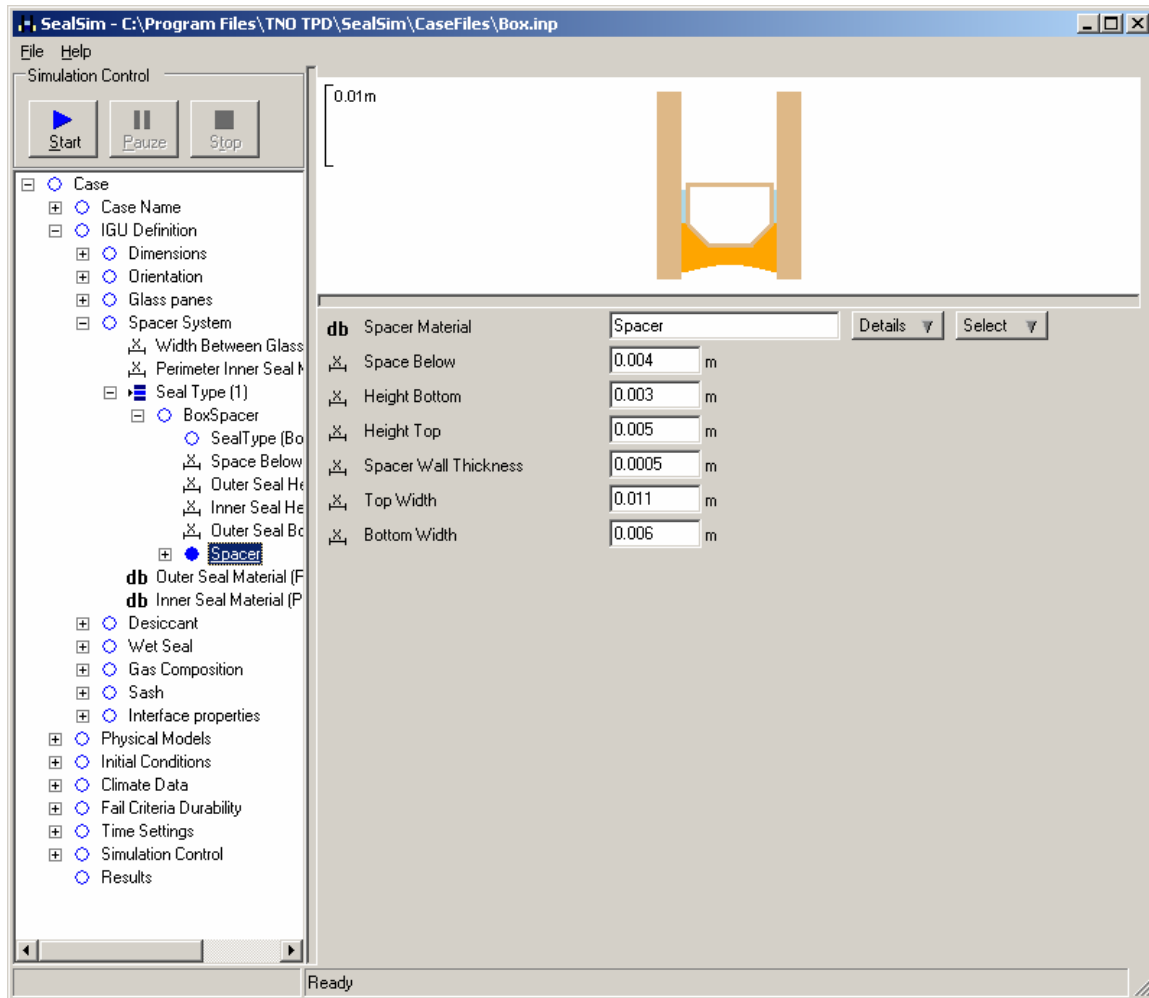 SealSim - C:\Program Files\TNO TPD\SealSim\CaseFiles\Box.inp
File Help
Simulation Control
Start Pauze Stop
0.01m
Case
Case Name
IGU Definition
Dimensions
Orientation
Glass panes
Spacer System
Width Between Glass
Perimeter Inner Seal M
Seal Type (1)
BoxSpacer
SealType (Bo
Space Below
Outer Seal He
Inner Seal He
Outer Seal Bo
Spacer
db Outer Seal Material (F
db Inner Seal Material (P
Desiccant
Wet Seal
Gas Composition
Sash
Interface properties
Physical Models
Initial Conditions
Climate Data
Fail Criteria Durability
Time Settings
Simulation Control
Results
db Spacer Material Spacer Details Select
X Space Below 0.004 m
X Height Bottom 0.003 m
X Height Top 0.005 m
X Spacer Wall Thickness 0.0005 m
X Top Width 0.011 m
X Bottom Width 0.006 m
Ready